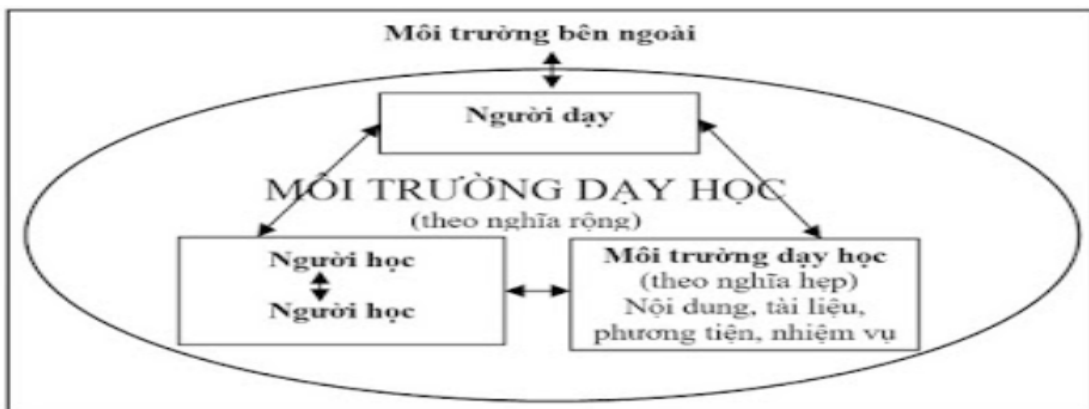 Môi trường bên ngoài
Người dạy
MÔI TRƯỜNG DẠY HỌC
(theo nghĩa rộng)
Người học
Người học
Môi trường dạy học
(theo nghĩa hẹp)
Nội dung, tài liệu,
phương tiện, nhiệm vụ